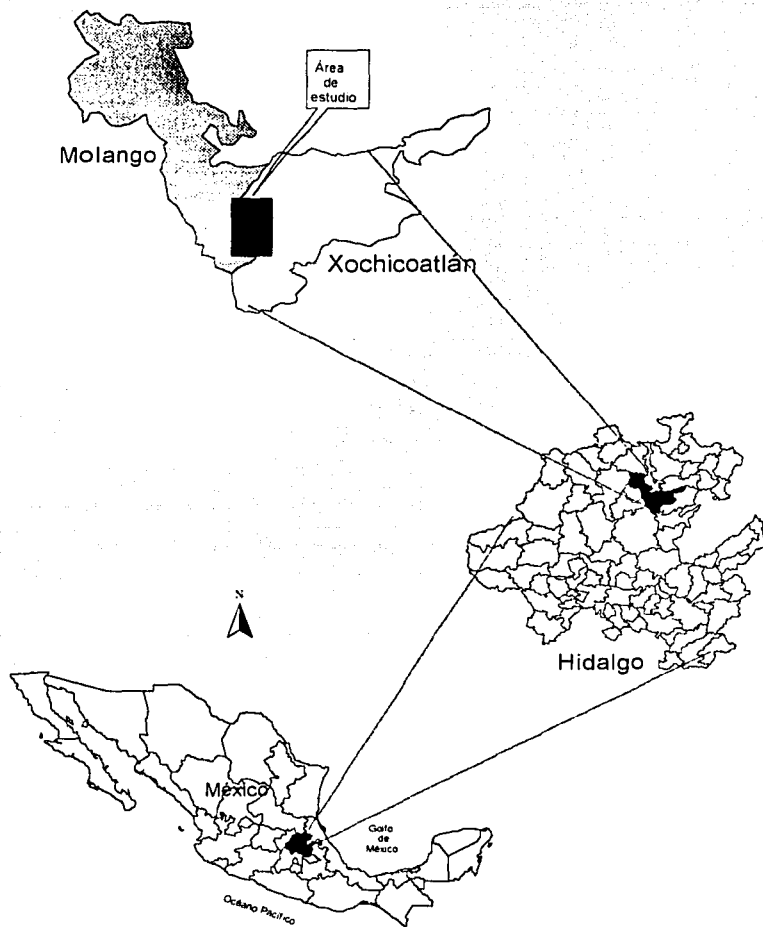 Área
de
estudio
Molango
Xochicoatlán
Hidalgo
N
México
Golfo
de
México
Océano Pacífico